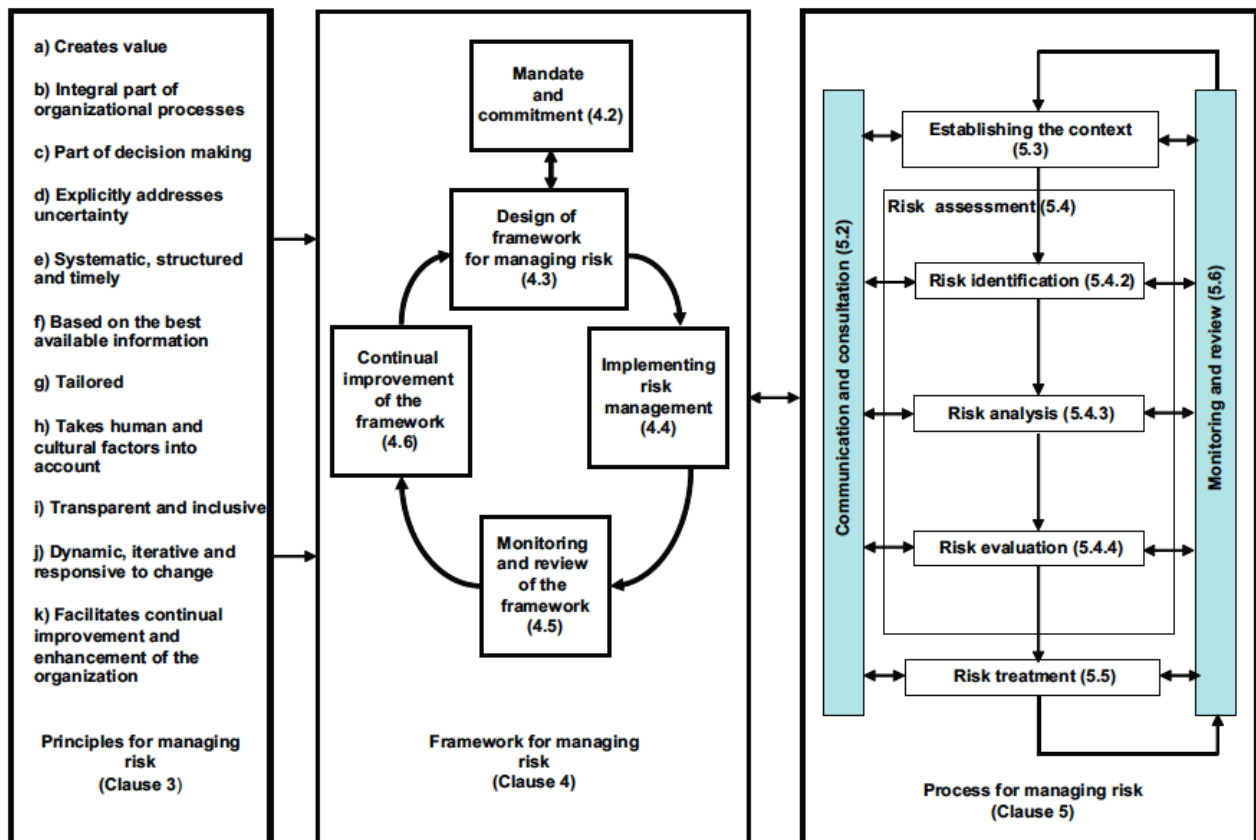 a) Creates value
b) Integral part of
organizational processes
c) Part of decision making
d) Explicitly addresses
uncertainty
e) Systematic, structured
and timely
f) Based on the best
available information
g) Tailored
h) Takes human and
cultural factors into
account
i) Transparent and inclusive
j) Dynamic, iterative and
responsive to change
k) Facilitates continual
improvement and
enhancement of the
organization
Principles for managing
risk
(Clause 3)
Mandate
and
commitment (4.2)
Design of
framework
for managing risk
(4.3)
Implementing
risk
management
(4.4)
Monitoring
and review
of the
framework
(4.5)
Continual
improvement
of the
framework
(4.6)
Framework for managing
risk
(Clause 4)
Communication and consultation (5.2)
Establishing the context
(5.3)
Risk assessment (5.4)
Risk identification (5.4.2)
Risk analysis (5.4.3)
Risk evaluation (5.4.4)
Risk treatment (5.5)
Monitoring and review (5.6)
Process for managing risk
(Clause 5)